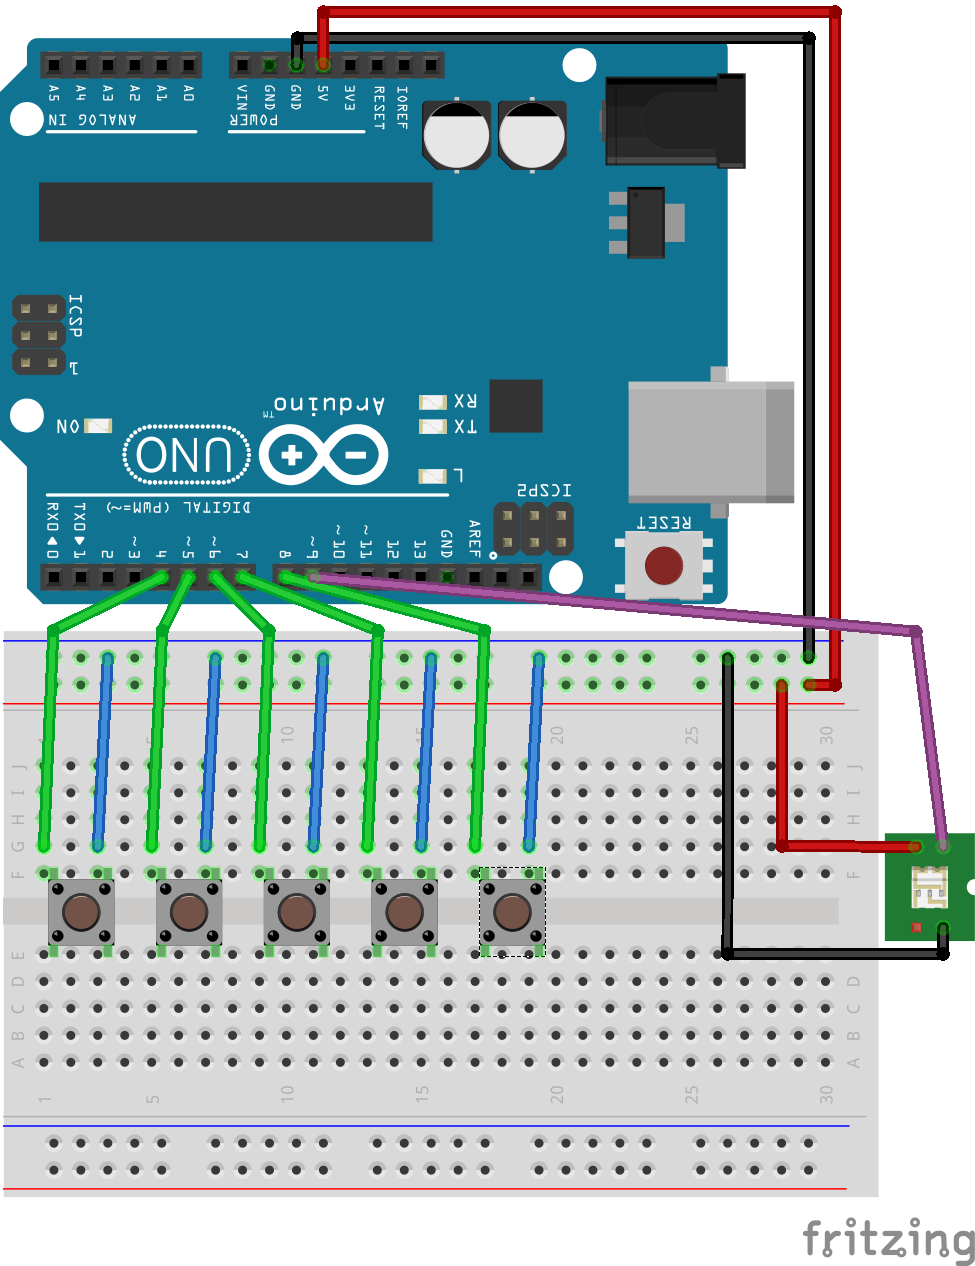 A5 A4 A3 A2 A1 A0 VIN GND GND 5V 3V3 RESET IOREF
ANALOG IN POWER
ICSP
1
Arduino™
RX
TX
ON
UNO
L
DIGITAL (PWM=~)
ICSP2
RESET
RX0◄0 TX0►1 2 ~3 4 ~5 ~6 7 8 ~9 ~10 ~11 12 13 GND AREF
1 5 10 15 20 25 30
J J
I I
H H
G G
F F
E E
D D
C C
B B
A A
1 5 10 15 20 25 30
fritzing